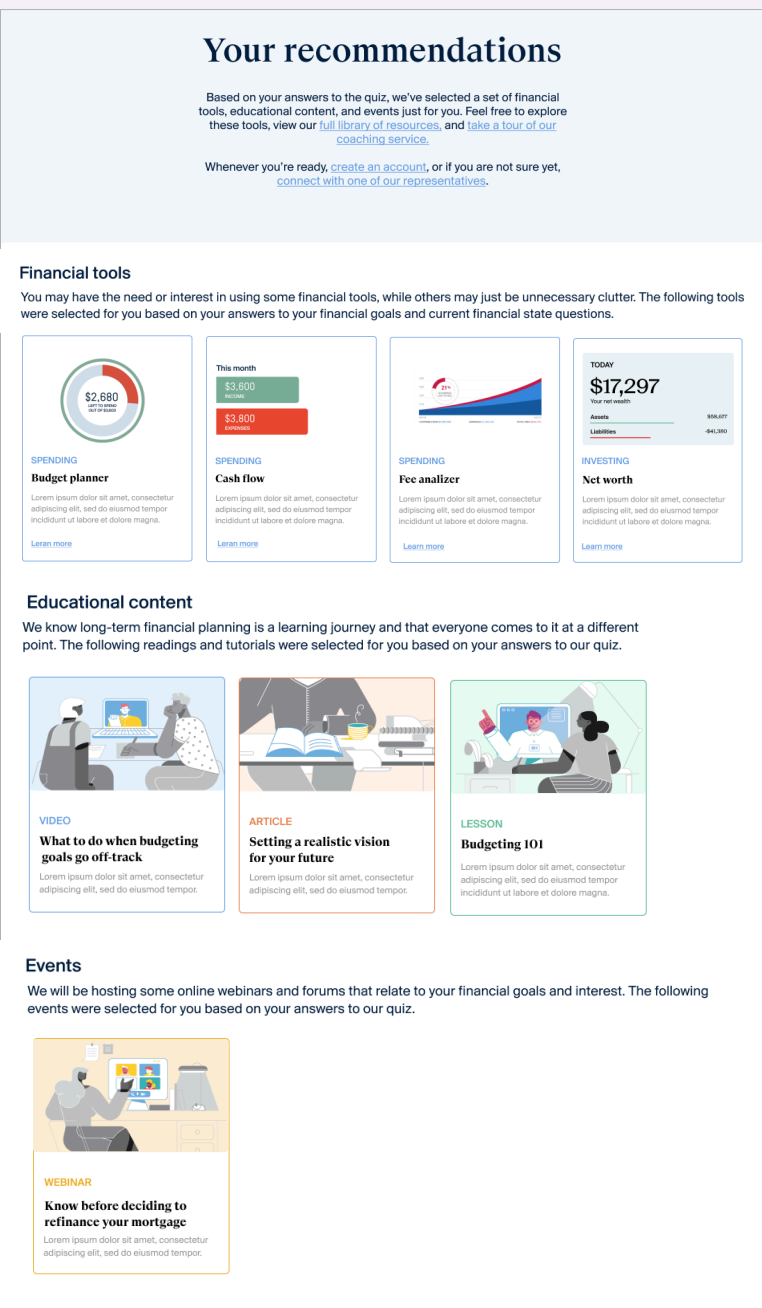 Your recommendations
Based on your answers to the quiz, we've selected a set of financial
tools, educational content, and events just for you. Feel free to explore
these tools, view our full library of resources, and take a tour of our
coaching service.
Whenever you're ready, create an account, or if you are not sure yet,
connect with one of our representatives.
Financial tools
You may have the need or interest in using some financial tools, while others may just be unnecessary clutter. The following tools
were selected for you based on your answers to your financial goals and current financial state questions.
$2,680
LEFT TO SPEND
SPENDING
Budget planner
Lorem ipsum dolor sit amet, consectetur
adipiscing elit, sed do eiusmod tempor
incididunt ut labore et dolore magna.
Leran more
This month
$3,600
INCOME
$3,800
EXPENSES
SPENDING
Cash flow
Lorem ipsum dolor sit amet, consectetur
adipiscing elit, sed do eiusmod tempor
incididunt ut labore et dolore magna.
Leran more
21%
SPENDING
Fee analizer
Lorem ipsum dolor sit amet, consectetur
adipiscing elit, sed do eiusmod tempor
incididunt ut labore et dolore magna.
Learn more
TODAY
$17,297
Your net wealth
Assets
Liabilities
INVESTING
Net worth
Lorem ipsum dolor sit amet, consectetur
adipiscing elit, sed do eiusmod tempor
incididunt ut labore et dolore magna.
Learn more
Educational content
We know long-term financial planning is a learning journey and that everyone comes to it at a different
point. The following readings and tutorials were selected for you based on your answers to our quiz.
VIDEO
What to do when budgeting
goals go off-track
Lorem ipsum dolor sit amet, consectetur
adipiscing elit, sed do eiusmod tempor.
ARTICLE
Setting a realistic vision
for your future
Lorem ipsum dolor sit amet, consectetur
adipiscing elit, sed do eiusmod tempor.
LESSON
Budgeting 101
Lorem ipsum dolor sit amet, consectetur
adipiscing elit, sed do eiusmod tempor
incididunt ut labore et dolore magna.
Events
We will be hosting some online webinars and forums that relate to your financial goals and interest. The following
events were selected for you based on your answers to our quiz.
WEBINAR
Know before deciding to
refinance your mortgage
Lorem ipsum dolor sit amet, consectetur
adipiscing elit, sed do eiusmod tempor.